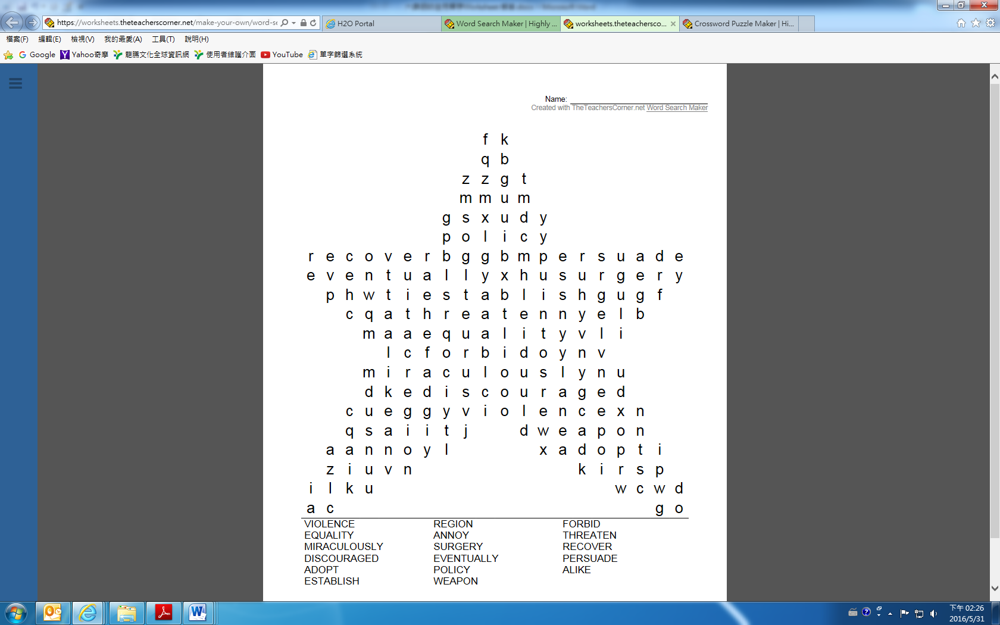 https://worksheets.theteacherscorner.net/make-your-own/word-se
H2O Portal
Word Search Maker | Highly ...
worksheets.theteachersco...
Crossword Puzzle Maker | Hi...
檔案(F) 編輯(E) 檢視(V) 我的最愛(A) 工具(T) 說明(H)
Google Yahoo奇摩 龍騰文化全球資訊網 使用者維護介面 YouTube 單字篩選系統
Name:
Created with TheTeachersCorner.net Word Search Maker
f k
q b
z z g t
m m u m
g s x u d y
p o l i c y
r e c o v e r b g g b m p e r s u a d e
e v e n t u a l l y x h u s u r g e r y
p h w t i e s t a b l i s h g u g f
c q a t h r e a t e n n y e l b
m a a e q u a l i t y v l i
l c f o r b i d o y n v
m i r a c u l o u s l y n u
d k e d i s c o u r a g e d
c u e g g y v i o l e n c e x n
q s a i i t j d w e a p o n
a a n n o y l x a d o p t i
z i u v n k i r s p
i l k u w c w d
a c g o
VIOLENCE REGION FORBID
EQUALITY ANNOY THREATEN
MIRACULOUSLY SURGERY RECOVER
DISCOURAGED EVENTUALLY PERSUADE
ADOPT POLICY ALIKE
ESTABLISH WEAPON
下午 02:26
2016/5/31